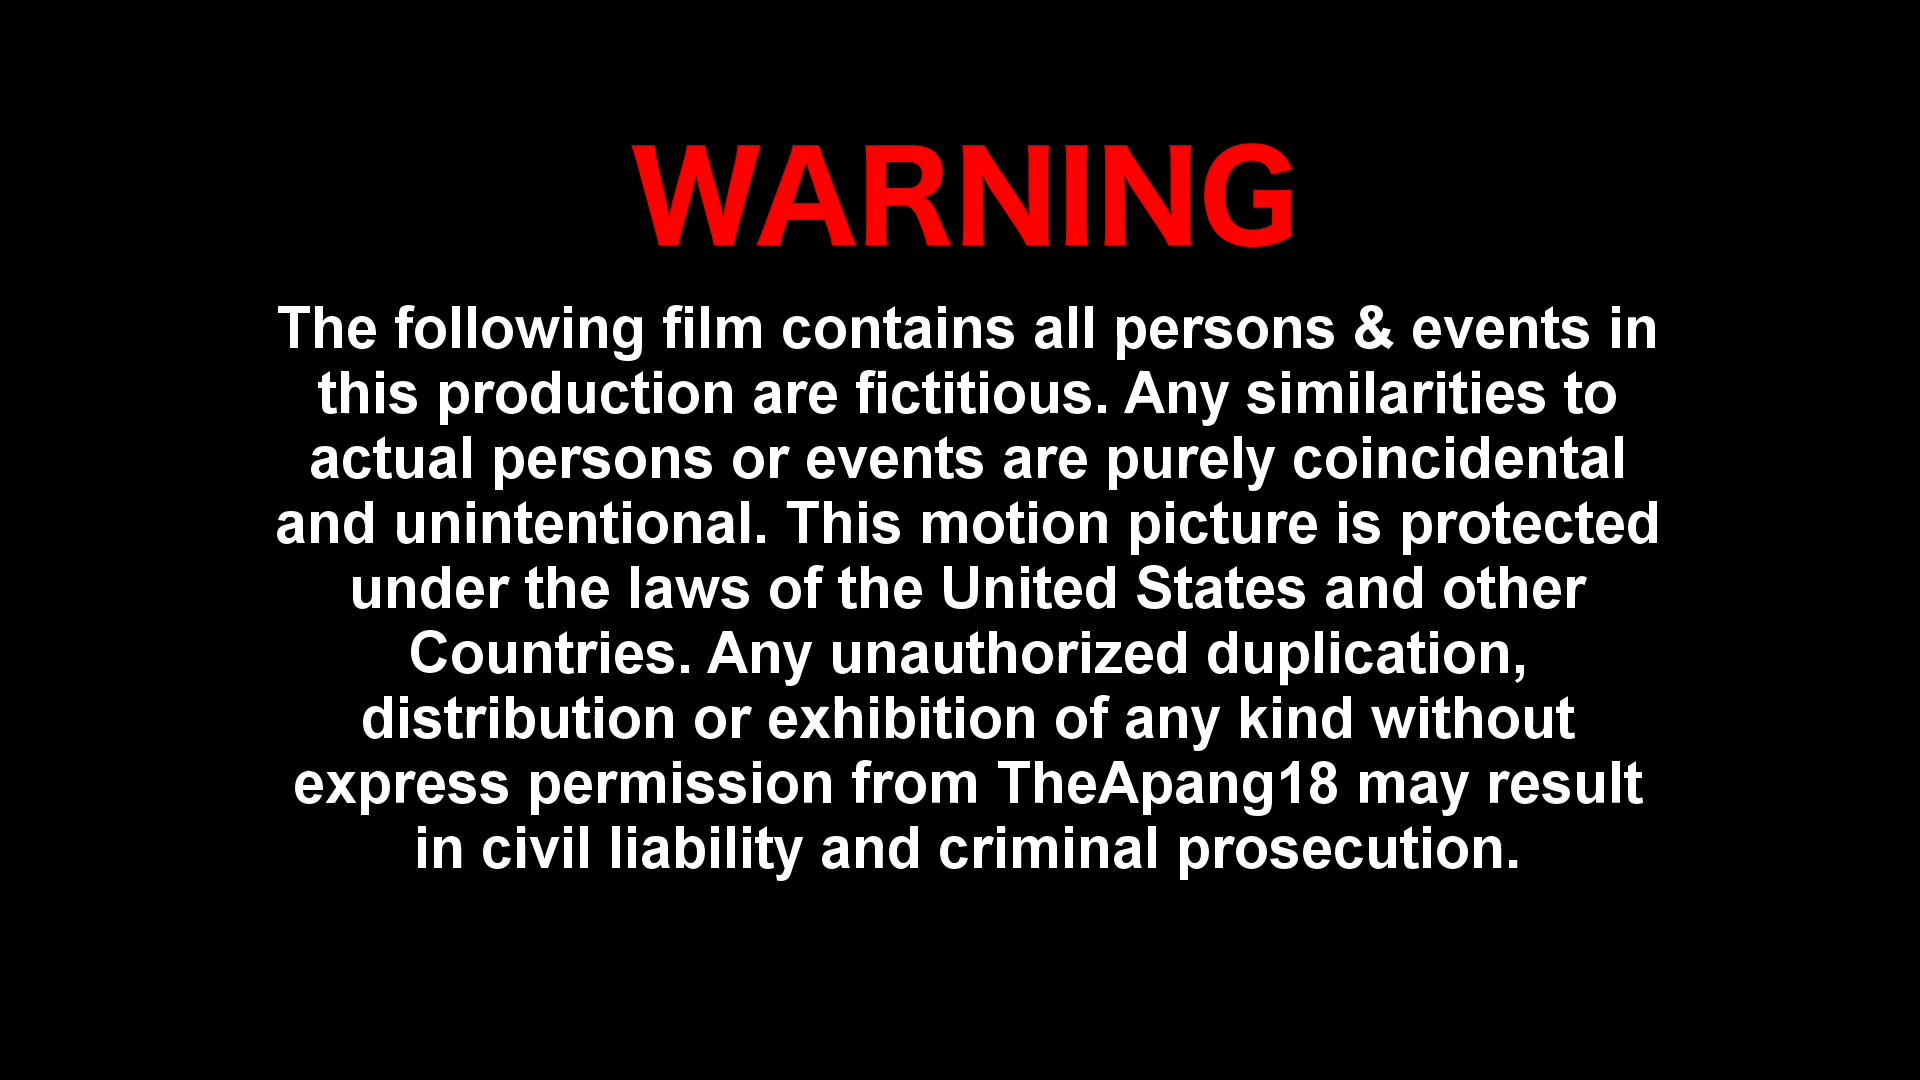 WARNING
The following film contains all persons & events in
this production are fictitious. Any similarities to
actual persons or events are purely coincidental
and unintentional. This motion picture is protected
under the laws of the United States and other
Countries. Any unauthorized duplication,
distribution or exhibition of any kind without
express permission from TheApang18 may result
in civil liability and criminal prosecution.